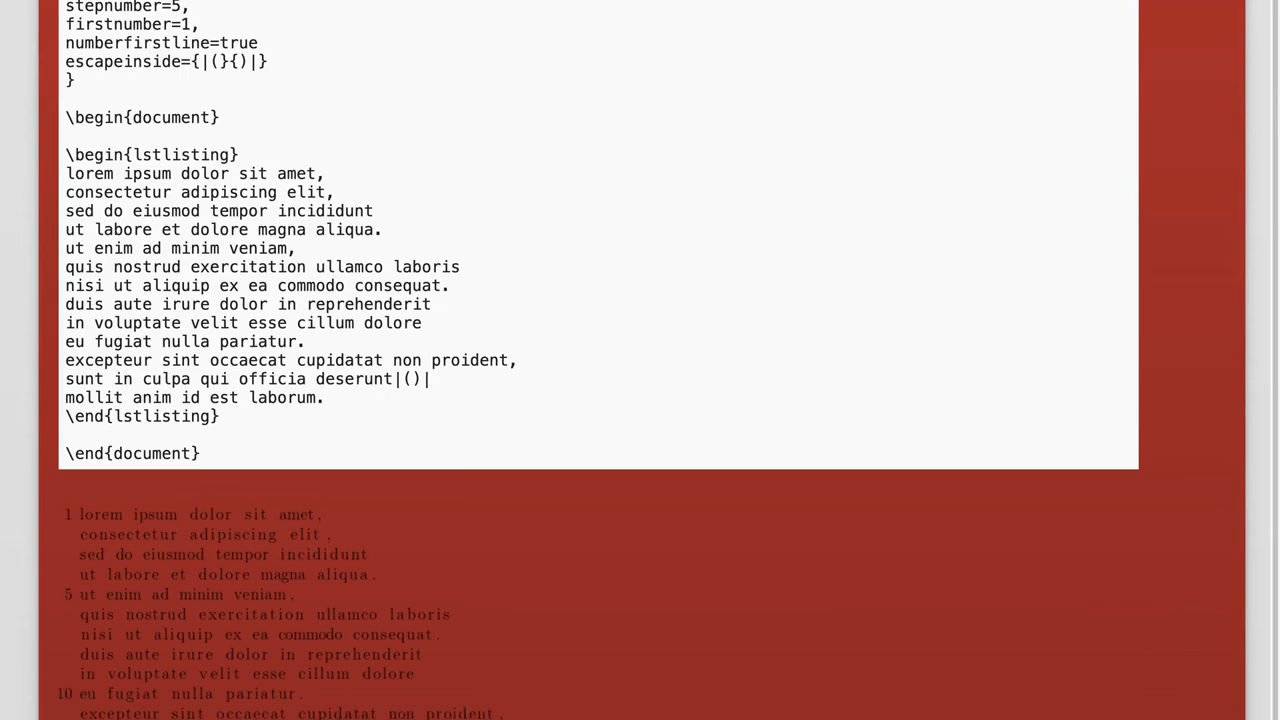 stepnumber=5,
firstnumber=1,
numberfirstline=true
escapeinside={|(}{)|}
}
\begin{document}
\begin{lstlisting}
lorem ipsum dolor sit amet,
consectetur adipiscing elit,
sed do eiusmod tempor incididunt
ut labore et dolore magna aliqua.
ut enim ad minim veniam,
quis nostrud exercitation ullamco laboris
nisi ut aliquip ex ea commodo consequat.
duis aute irure dolor in reprehenderit
in voluptate velit esse cillum dolore
eu fugiat nulla pariatur.
excepteur sint occaecat cupidatat non proident,
sunt in culpa qui officia deserunt|()|
mollit anim id est laborum.
\end{lstlisting}
\end{document}
1 lorem ipsum dolor sit amet,
consectetur adipiscing elit,
sed do eiusmod tempor incididunt
ut labore et dolore magna aliqua.
5 ut enim ad minim veniam,
quis nostrud exercitation ullamco laboris
nisi ut aliquip ex ea commodo consequat.
duis aute irure dolor in reprehenderit
in voluptate velit esse cillum dolore
10 eu fugiat nulla pariatur.
excepteur sint occaecat cupidatat non proident,